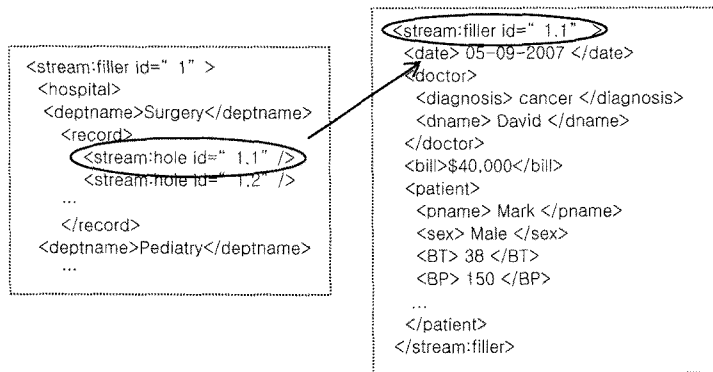 <stream:filler id=“ 1” >
<hospital>
<deptname>Surgery</deptname>
<record>
<stream:hole id=“ 1.1” />
<stream:hole id=“ 1.2” />
...
</record>
<deptname>Pediatry</deptname>
...
<stream:filler id=“ 1.1” >
<date> 05-09-2007 </date>
<doctor>
<diagnosis> cancer </diagnosis>
<dname> David </dname>
</doctor>
<bill>$40,000</bill>
<patient>
<pname> Mark </pname>
<sex> Male </sex>
<BT> 38 </BT>
<BP> 150 </BP>
...
</patient>
</stream:filler>